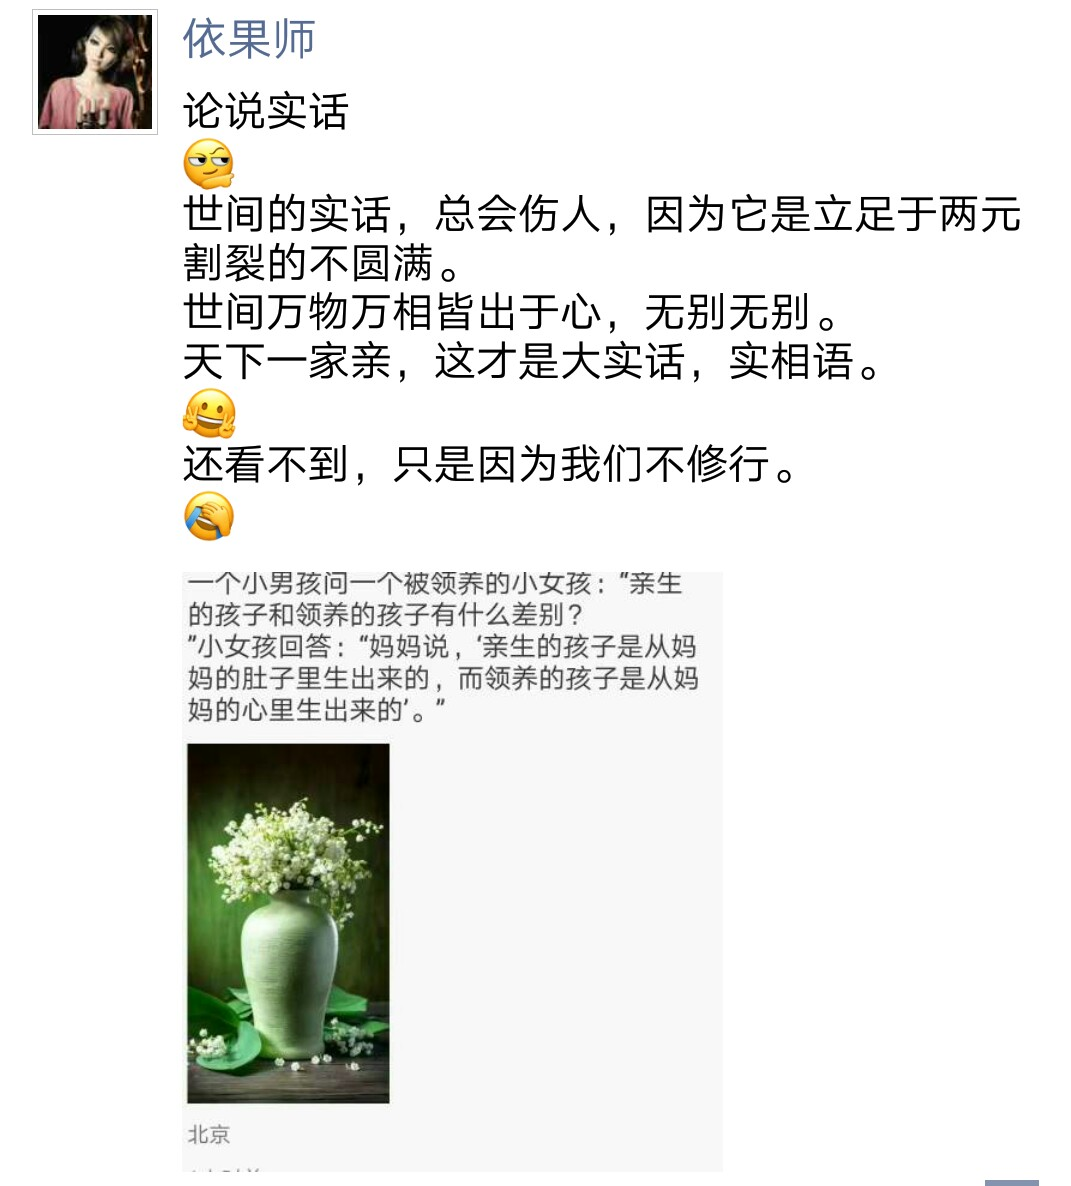 依果师
论说实话
世间的实话，总会伤人，因为它是立足于两元
割裂的不圆满。
世间万物万相皆出于心，无别无别。
天下一家亲，这才是大实话，实相语。
还看不到，只是因为我们不修行。
一个小男孩问一个被领养的小女孩：“亲生
的孩子和领养的孩子有什么差别？
”小女孩回答：“妈妈说，‘亲生的孩子是从妈
妈的肚子里生出来的，而领养的孩子是从妈
妈的心里生出来的’。”
北京